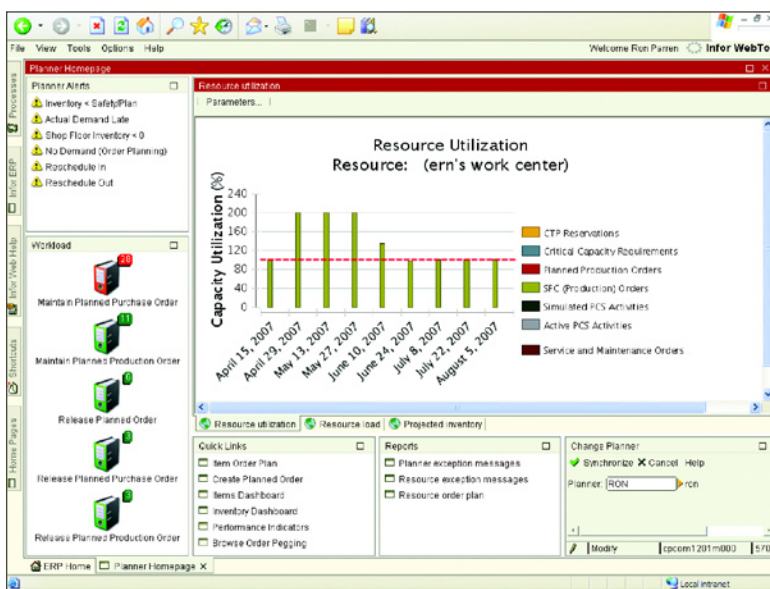 File View Tools Options Help
Welcome Ron Parren Infor WebTo
Planner Homepage
Processes
Infor ERP
Infor Web Help
Shortcuts
Home Pages
Planner Alerts
Inventory < SafetyPlan
Actual Demand Late
Shop Floor Inventory < 0
No Demand (Order Planning)
Reschedule In
Reschedule Out
Workload
28
Maintain Planned Purchase Order
11
Maintain Planned Production Order
Release Planned Order
3
Release Planned Purchase Order
3
Release Planned Production Order
Resource utilization
Parameters...
Resource Utilization
Resource: (ern's work center)
Capacity Utilization (%)
240
200
160
120
80
40
0
April 15, 2007
April 29, 2007
May 13, 2007
May 27, 2007
June 10, 2007
June 24, 2007
July 8, 2007
July 22, 2007
August 5, 2007
CTP Reservations
Critical Capacity Requirements
Planned Production Orders
SFC (Production) Orders
Simulated PCS Activities
Active PCS Activities
Service and Maintenance Orders
Resource utilization Resource load Projected inventory
Quick Links
Item Order Plan
Create Planned Order
Items Dashboard
Inventory Dashboard
Performance Indicators
Browse Order Pegging
Reports
Planner exception messages
Resource exception messages
Resource order plan
Change Planner
Synchronize Cancel Help
Planner: RON ron
Modify cpcom1201m000 570
ERP Home Planner Homepage
Local intranet